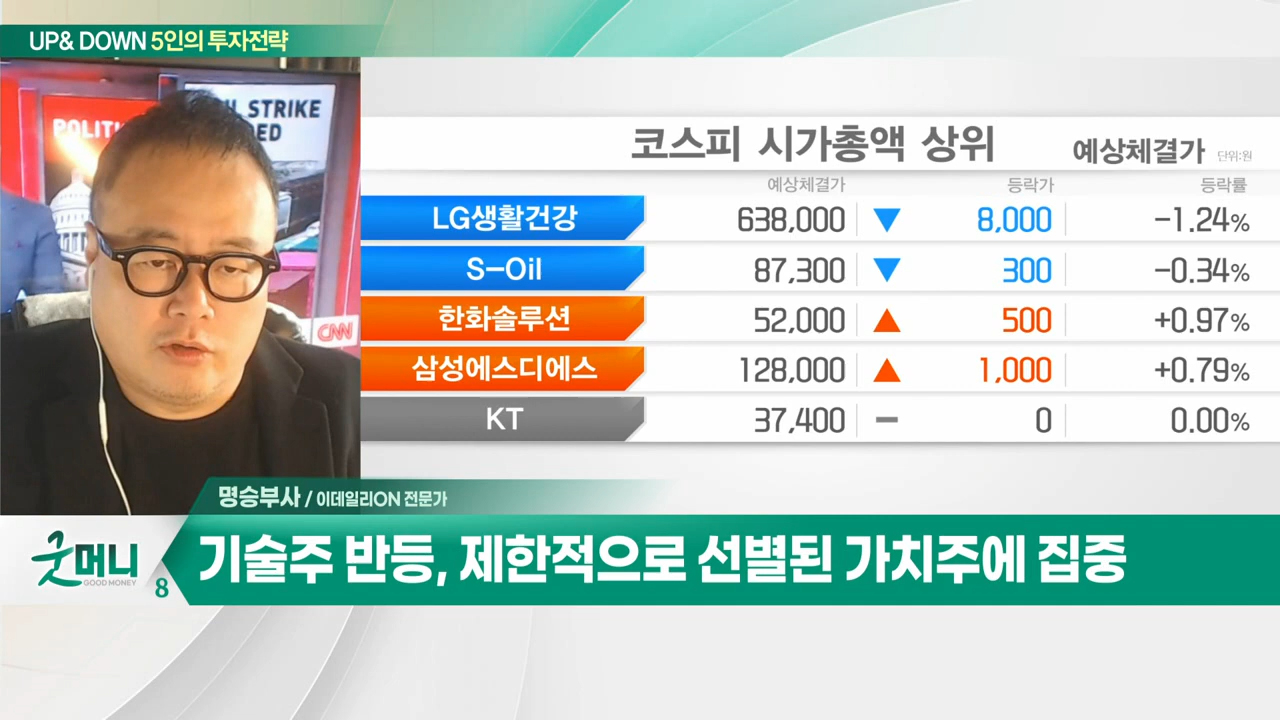 UP& DOWN 5인의 투자전략
STRIKE
CNN
코스피 시가총액 상위 예상체결가 단위:원
예상체결가 등락가 등락률
LG생활건강 638,000 ▼ 8,000 -1.24%
S-Oil 87,300 ▼ 300 -0.34%
한화솔루션 52,000 ▲ 500 +0.97%
삼성에스디에스 128,000 ▲ 1,000 +0.79%
KT 37,400 - 0 0.00%
명승부사 / 이데일리ON 전문가
굿머니
GOOD MONEY
8
기술주 반등, 제한적으로 선별된 가치주에 집중